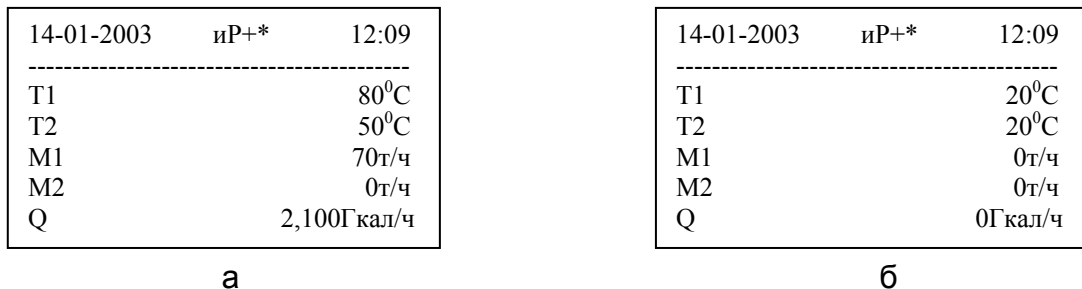 14-01-2003 иР+* 12:09
--------------------------------------------
T1 80⁰C
T2 50⁰C
M1 70т/ч
M2 0т/ч
Q 2,100Гкал/ч
а
14-01-2003 иР+* 12:09
--------------------------------------------
T1 20⁰C
T2 20⁰C
M1 0т/ч
M2 0т/ч
Q 0Гкал/ч
б